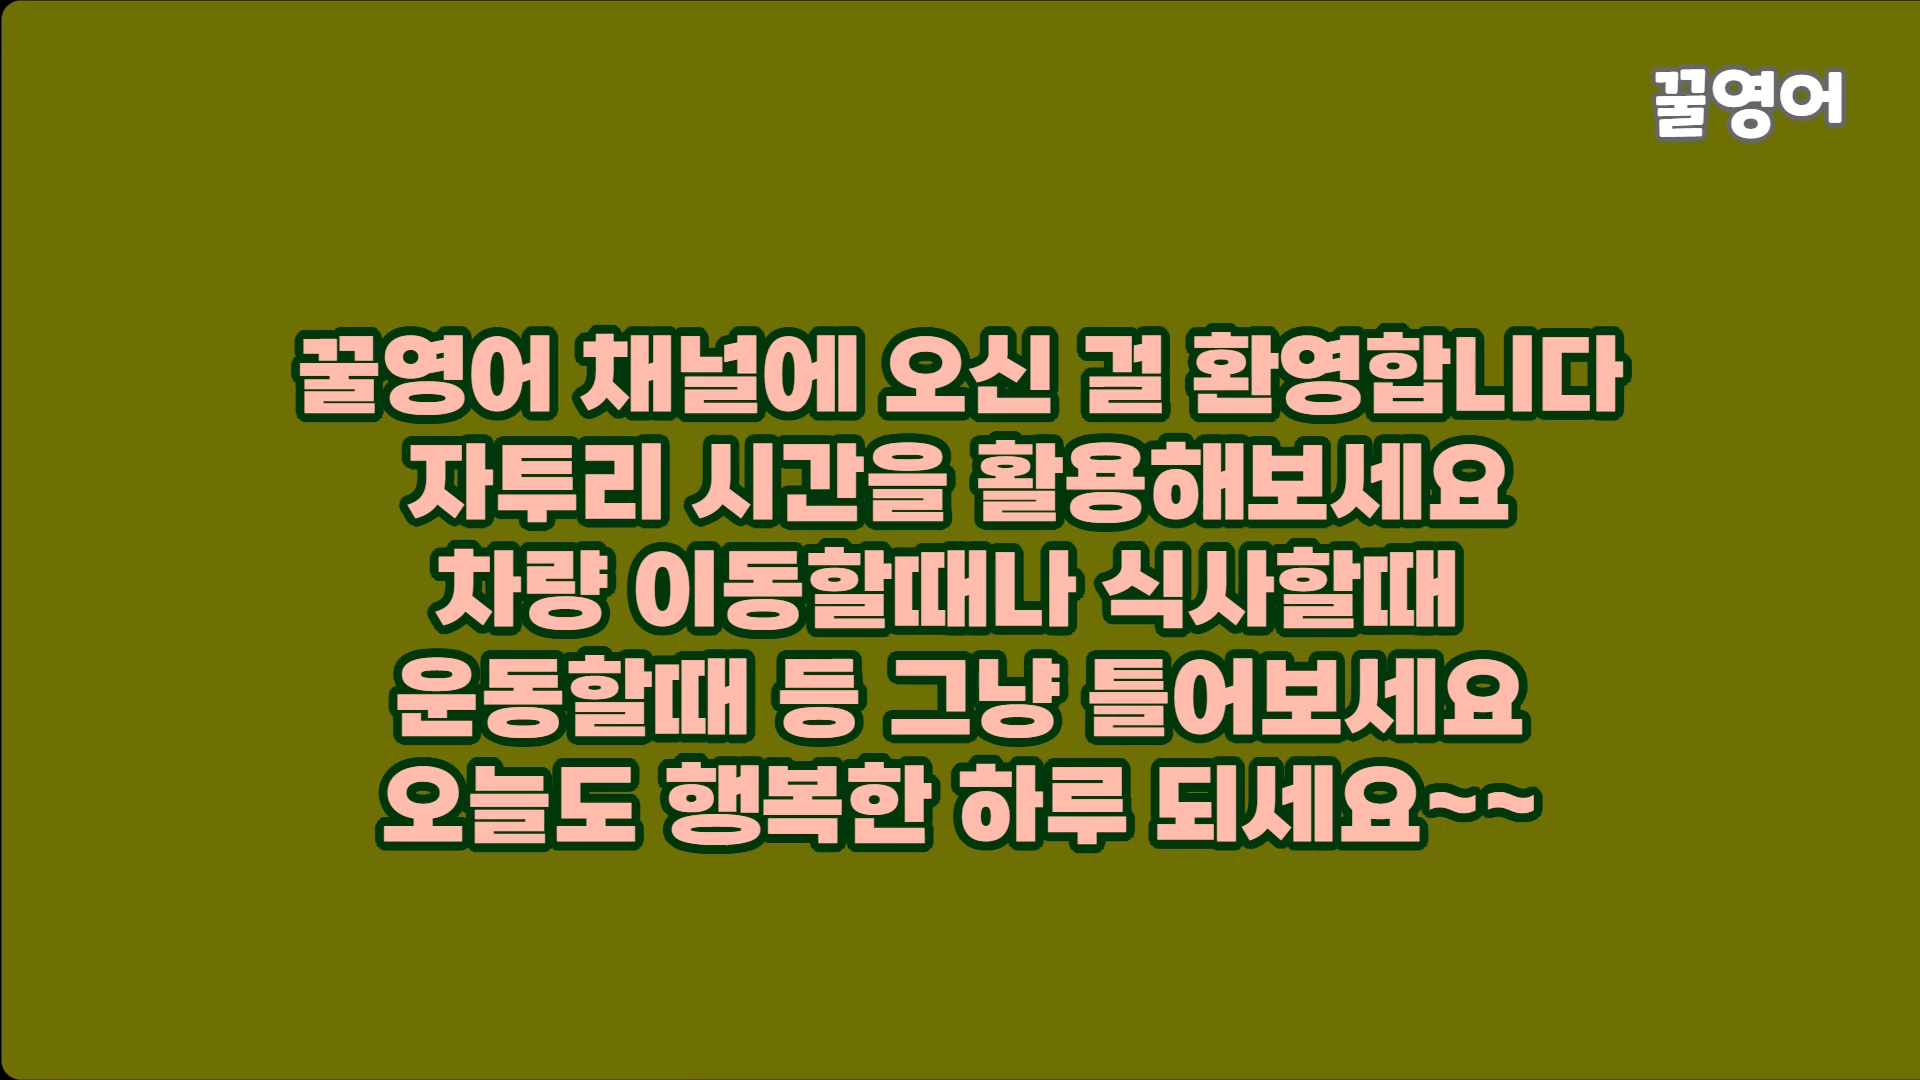 꿀영어
꿀영어 채널에 오신 걸 환영합니다
자투리 시간을 활용해보세요
차량 이동할때나 식사할때
운동할때 등 그냥 틀어보세요
오늘도 행복한 하루 되세요~~